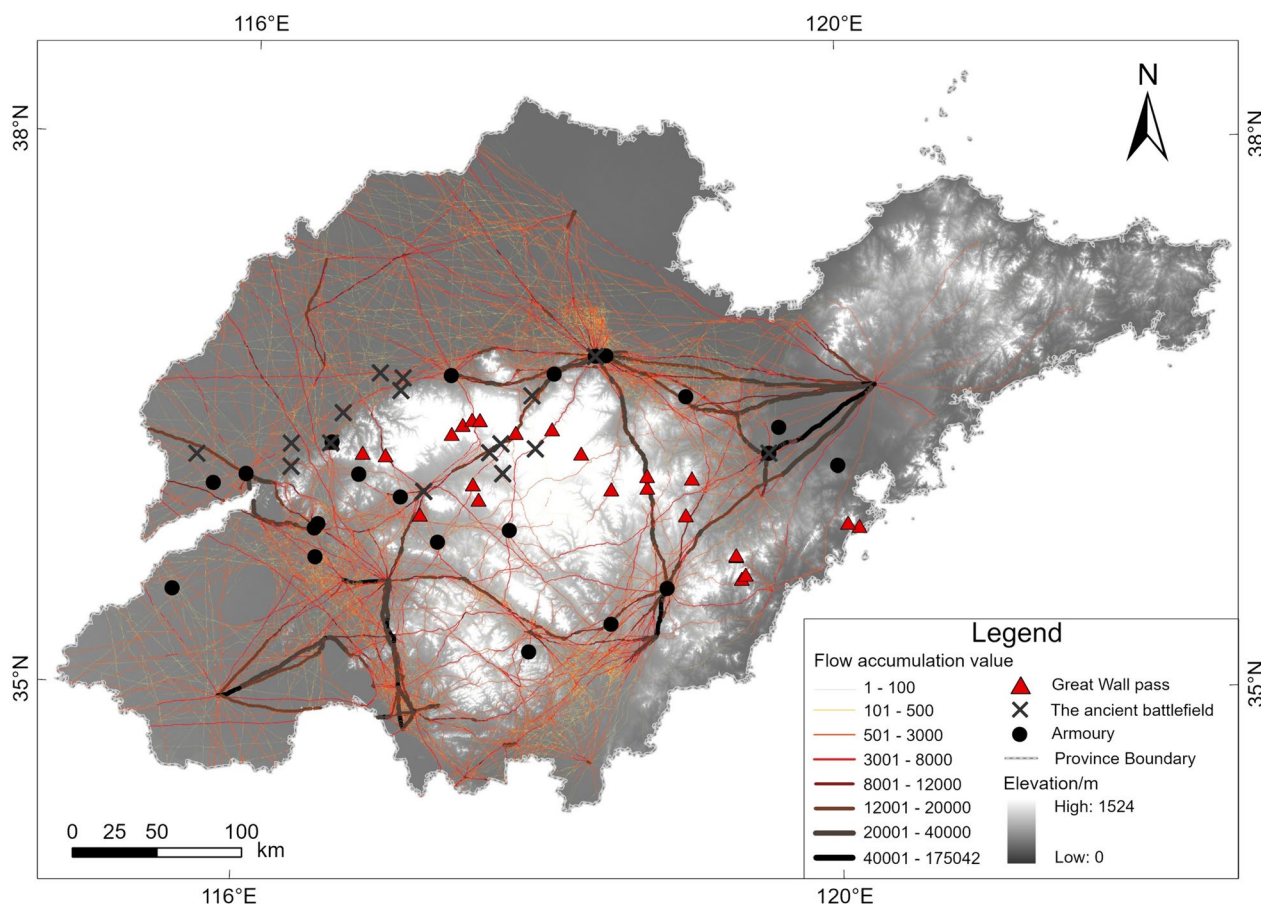 116°E 120°E
N
38°N 38°N
35°N 35°N
Legend
Flow accumulation value
1 - 100
101 - 500
501 - 3000
3001 - 8000
8001 - 12000
12001 - 20000
20001 - 40000
40001 - 175042
Great Wall pass
The ancient battlefield
Armoury
Province Boundary
Elevation/m
High: 1524
Low: 0
0 25 50 100
km
116°E 120°E